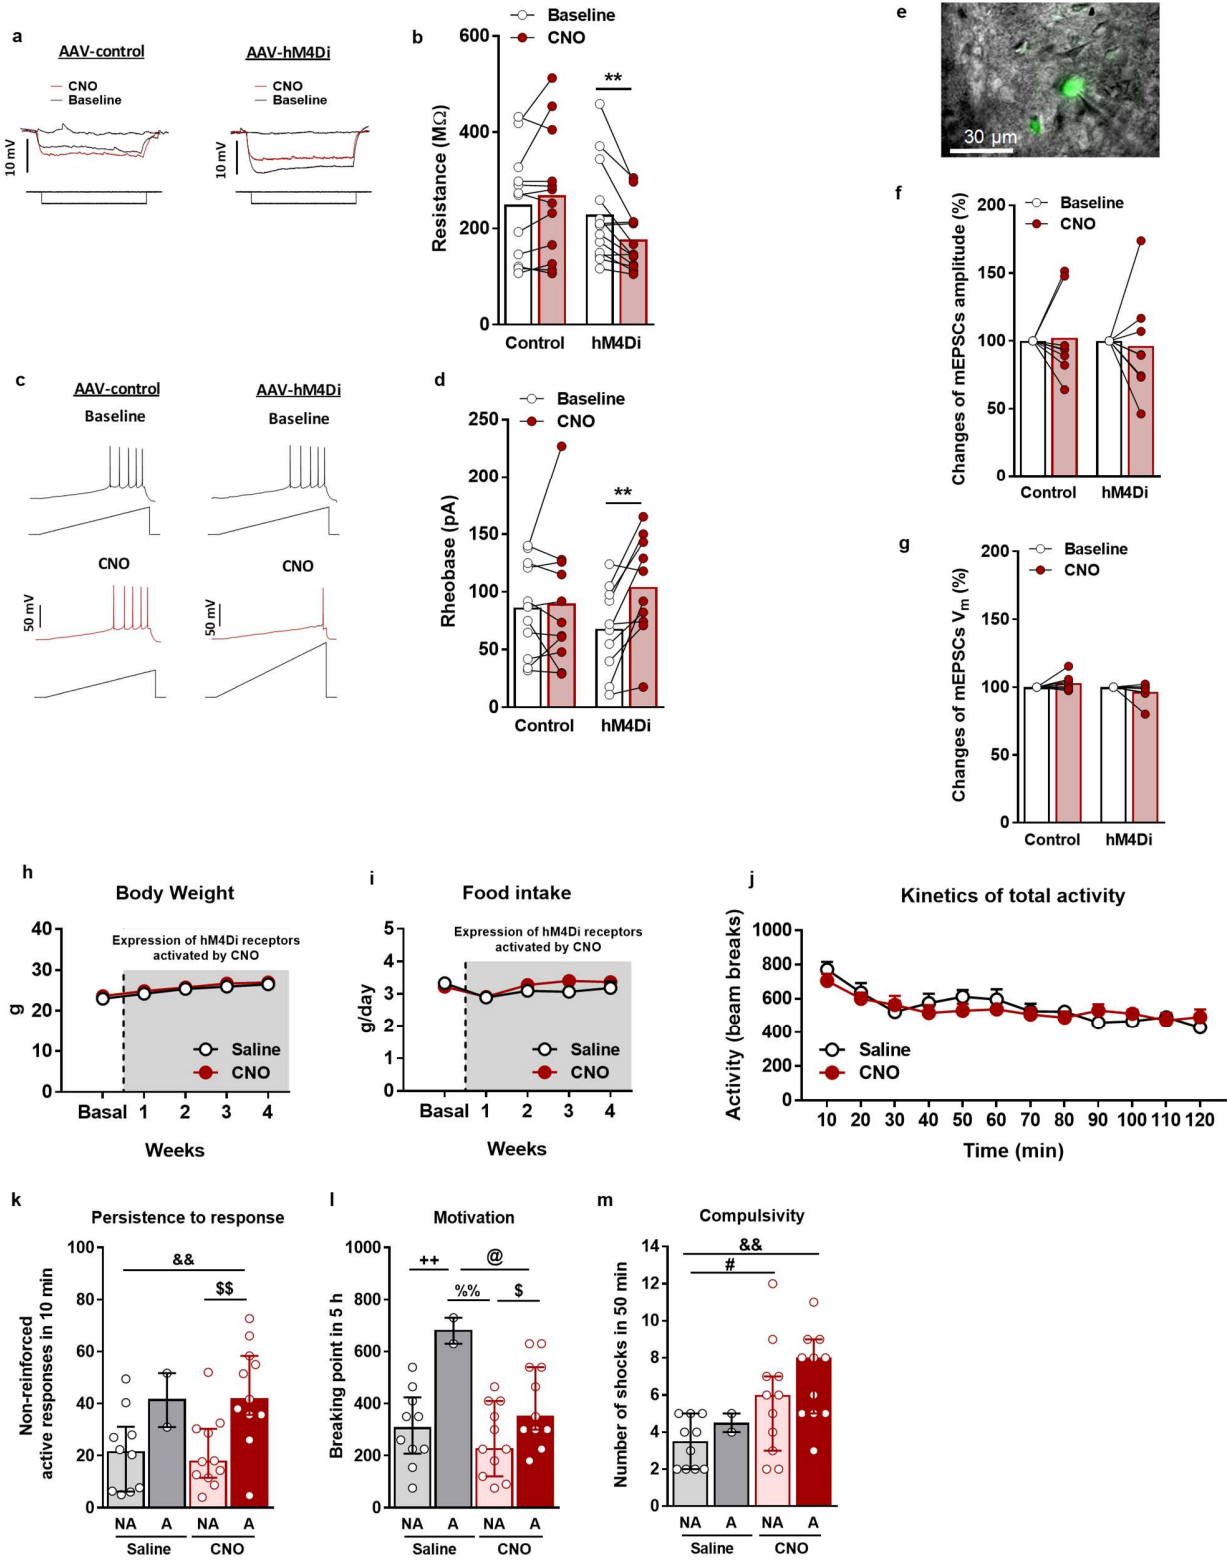 a
AAV-control
AAV-hM4Di
CNO
Baseline
CNO
Baseline
10 mV
10 mV
b
Baseline
CNO
Resistance (MΩ)
600
400
200
0
**
Control
hM4Di
c
AAV-control
Baseline
AAV-hM4Di
Baseline
CNO
CNO
50 mV
50 mV
d
Baseline
CNO
Rheobase (pA)
250
200
150
100
50
0
**
Control
hM4Di
e
30 µm
f
Baseline
CNO
Changes of mEPSCs amplitude (%)
200
150
100
50
0
Control
hM4Di
g
Baseline
CNO
Changes of mEPSCs Vm (%)
200
150
100
50
0
Control
hM4Di
h
Body Weight
Expression of hM4Di receptors
activated by CNO
g
40
30
20
10
0
Saline
CNO
Basal 1 2 3 4
Weeks
i
Food intake
Expression of hM4Di receptors
activated by CNO
g/day
5
4
3
2
1
0
Saline
CNO
Basal 1 2 3 4
Weeks
j
Kinetics of total activity
Activity (beam breaks)
1000
800
600
400
200
0
Saline
CNO
10 20 30 40 50 60 70 80 90 100 110 120
Time (min)
k
Persistence to response
Non-reinforced
active responses in 10 min
100
80
60
40
20
0
&&
$$
NA A NA A
Saline CNO
l
Motivation
Breaking point in 5 h
1000
800
600
400
200
0
++
@
%%
$
NA A NA A
Saline CNO
m
Compulsivity
Number of shocks in 50 min
14
12
10
8
6
4
2
0
&&
#
NA A NA A
Saline CNO